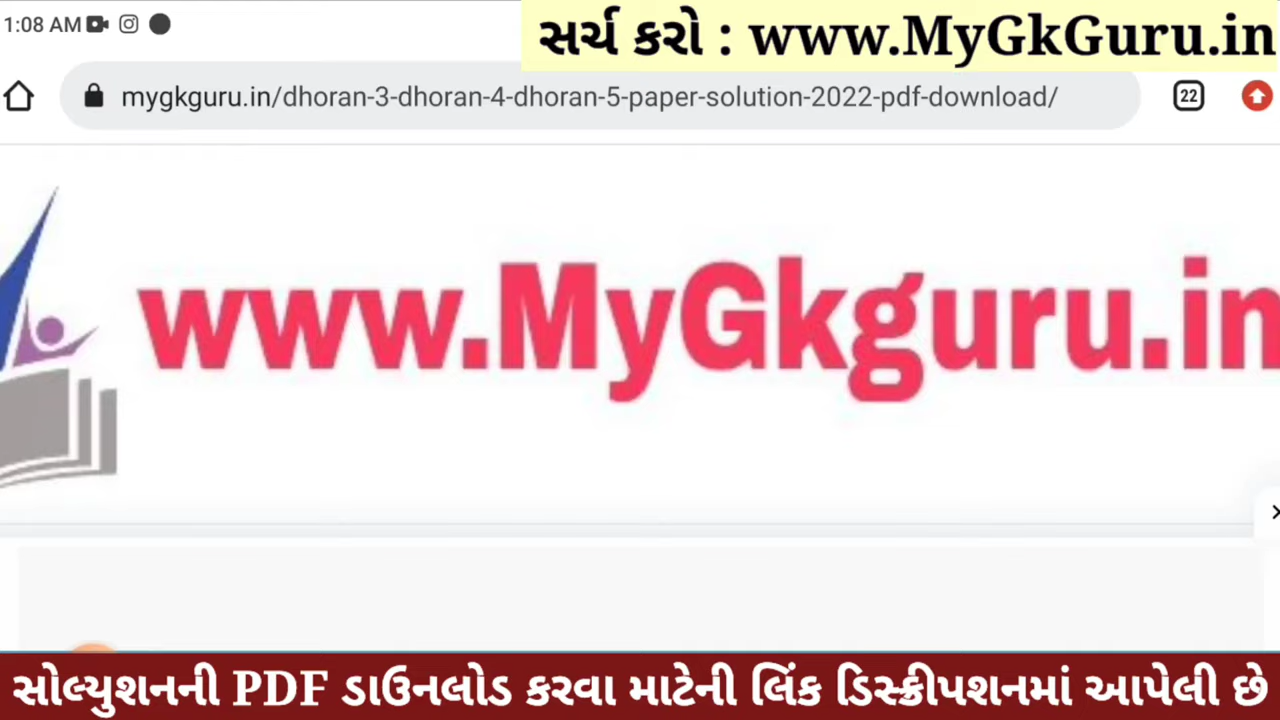 1:08 AM
સર્ચ કરો : www.MyGkGuru.in
mygkguru.in/dhoran-3-dhoran-4-dhoran-5-paper-solution-2022-pdf-download/
22
www.MyGkguru.in
સોલ્યુશનની PDF ડાઉનલોડ કરવા માટેની લિંક ડિસ્ક્રીપશનમાં આપેલી છે